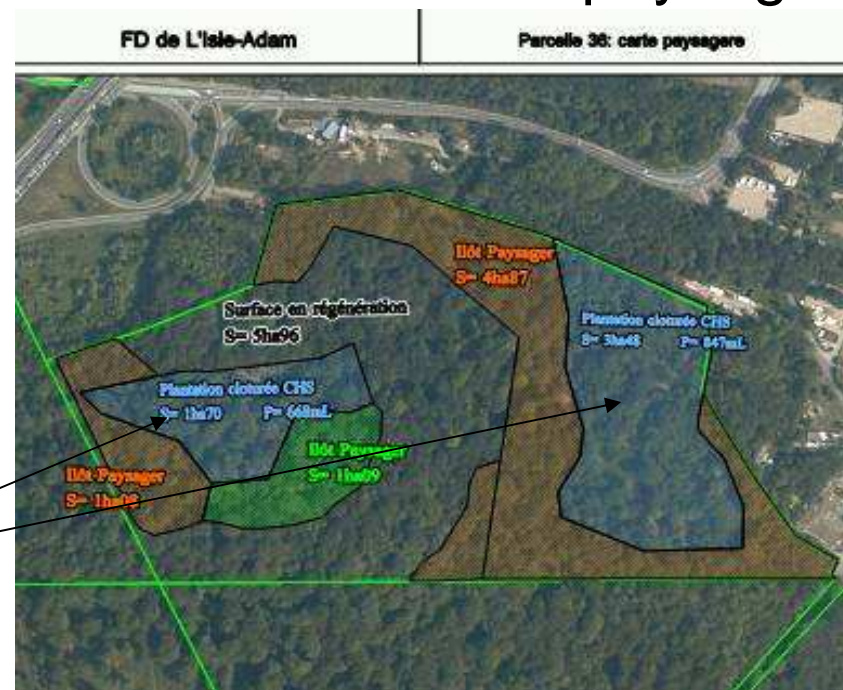 FD de L'Isle-Adam
Parcelle 36: carte paysagere
Ilôt Paysager
S= 4ha87
Surface en régénération
S= 5ha96
Plantation cloturée CHS
S= 3ha48 P= 847mL
Plantation cloturée CHS
S= 1ha70 P= 668mL
Ilôt Paysager
S= 1ha09
Ilôt Paysager
S= 1ha08